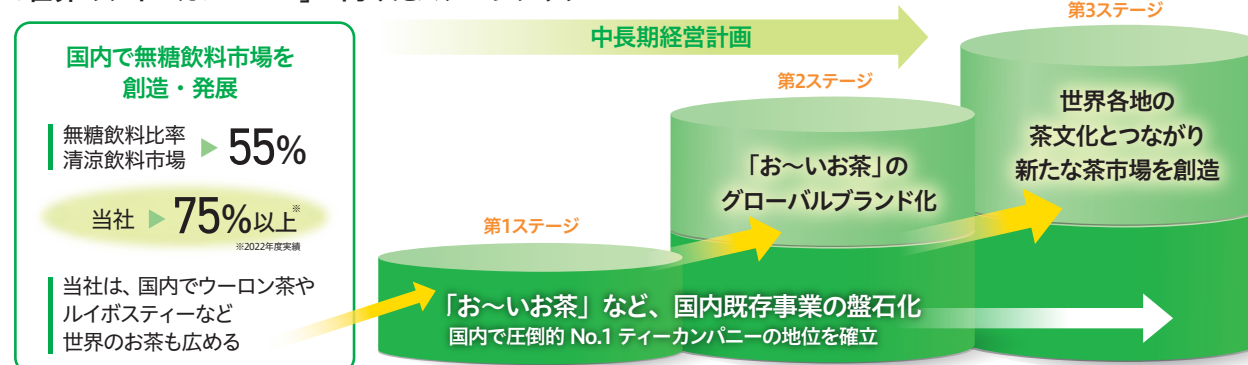 国内で無糖飲料市場を
創造・発展
無糖飲料比率
清涼飲料市場
55%
当社
75%以上※
※2022年度実績
当社は、国内でウーロン茶や
ルイボスティーなど
世界のお茶も広める
中長期経営計画
第1ステージ
「お〜いお茶」など、国内既存事業の盤石化
国内で圧倒的 No.1 ティーカンパニーの地位を確立
第2ステージ
「お〜いお茶」の
グローバルブランド化
第3ステージ
世界各地の
茶文化とつながり
新たな茶市場を創造